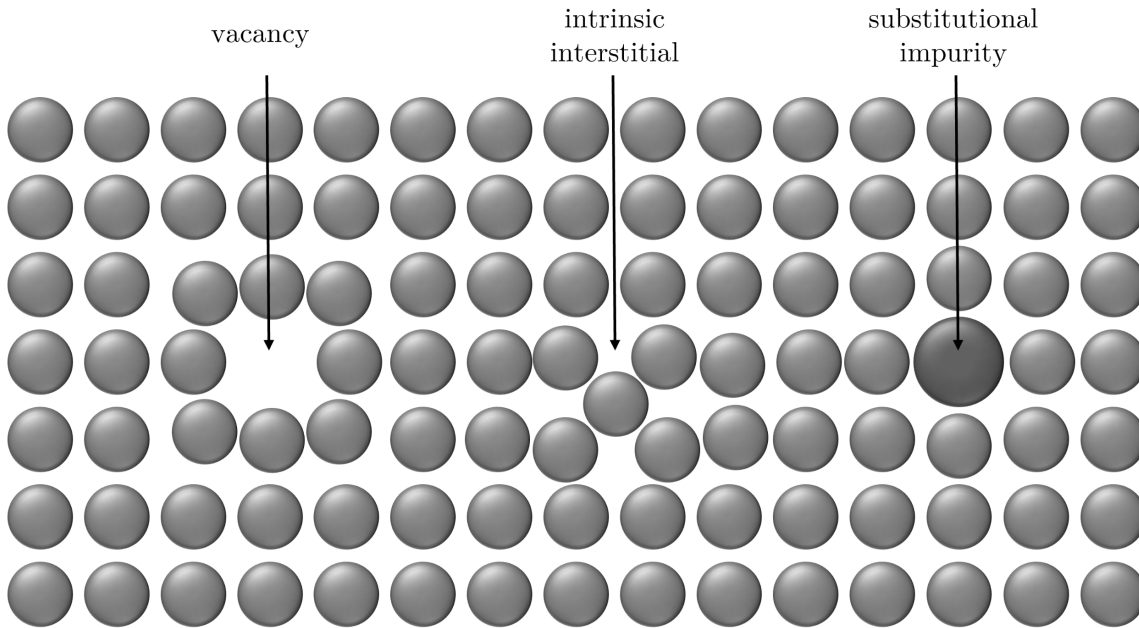 vacancy
intrinsic
interstitial
substitutional
impurity